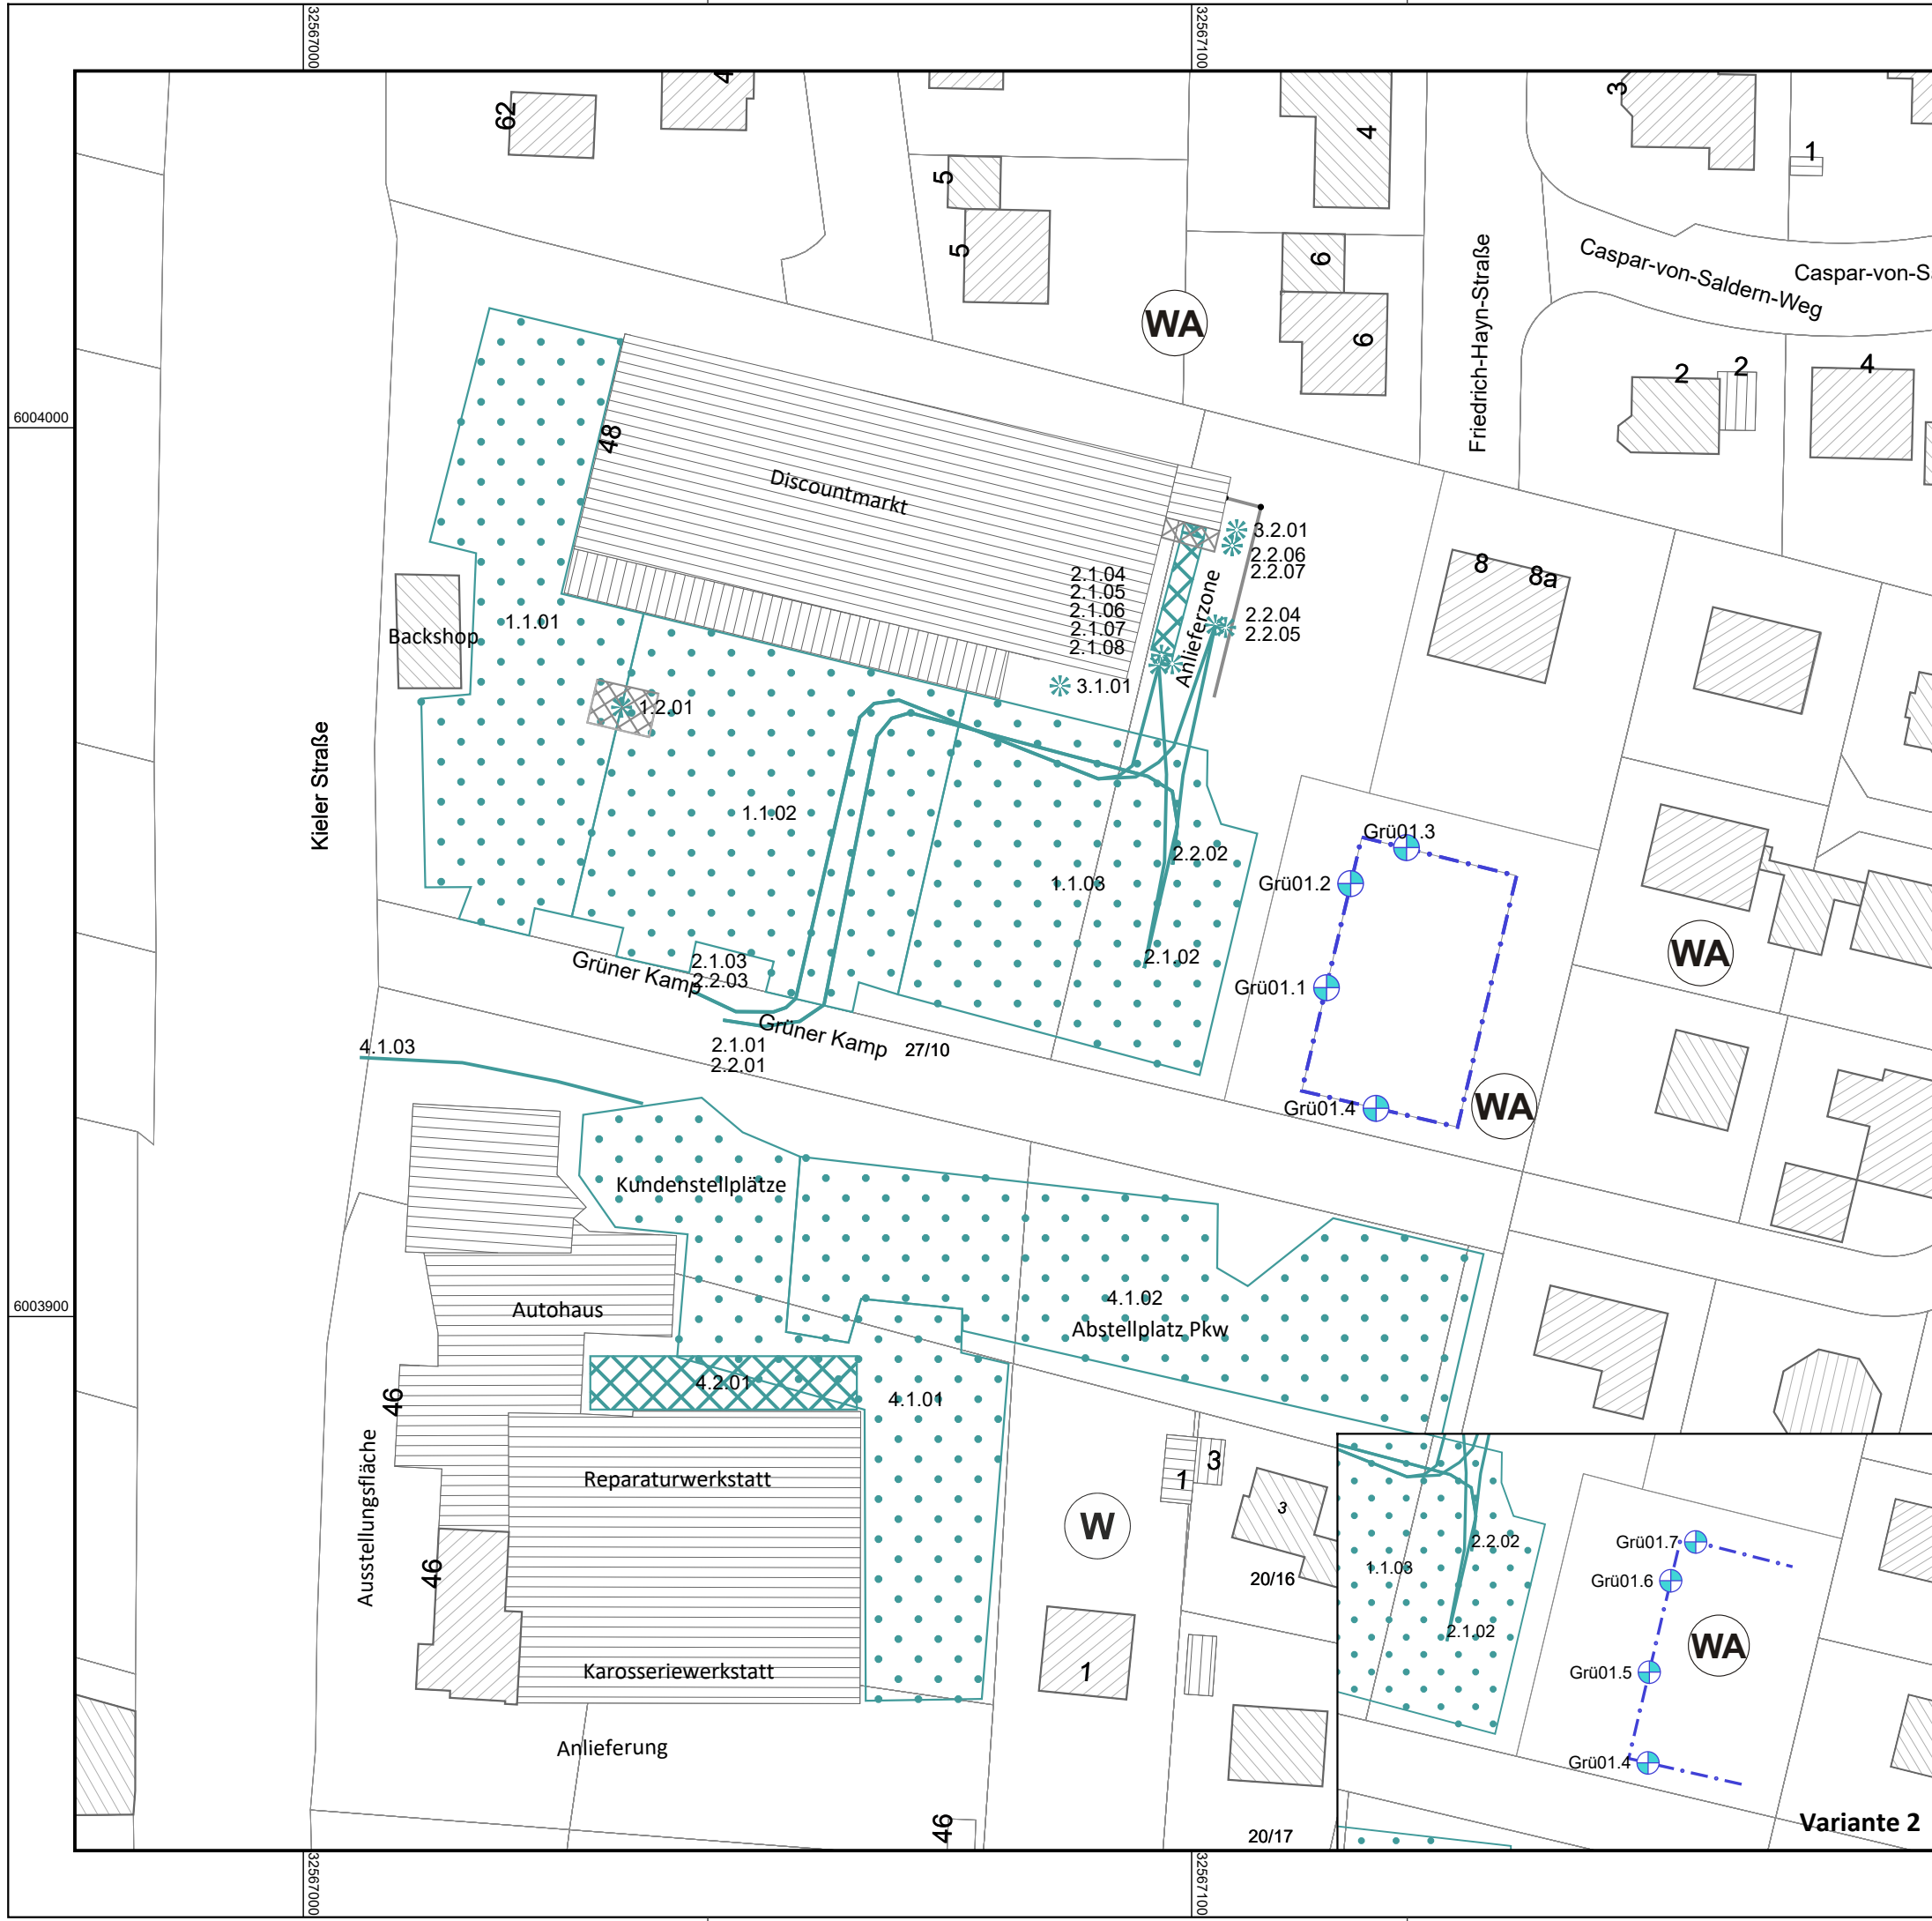 32567000
32567100
62
4
4
3
1
5
5
6
6
WA
Friedrich-Hayn-Straße
Caspar-von-Saldern-Weg
Caspar-von-S
2
2
4
6004000
48
Discountmarkt
3.2.01
2.2.06
2.2.07
2.1.04
2.1.05
2.1.06
2.1.07
2.1.08
Anlieferzone
2.2.04
2.2.05
8
8a
Backshop
1.1.01
3.1.01
1.2.01
Kieler Straße
1.1.02
2.2.02
1.1.03
Grü01.3
Grü01.2
WA
2.1.02
2.1.03
2.2.03
Grüner Kamp
Grü01.1
Grüner Kamp
27/10
2.1.01
2.2.01
4.1.03
Grü01.4
WA
Kundenstellplätze
6003900
Autohaus
4.1.02
Abstellplatz Pkw
4.2.01
4.1.01
46
Ausstellungsfläche
Reparaturwerkstatt
1
3
3
W
20/16
46
Karosseriewerkstatt
1
Anlieferung
46
20/17
2.2.02
1.1.03
2.1.02
Grü01.7
Grü01.6
WA
Grü01.5
Grü01.4
Variante 2
32567000
32567100